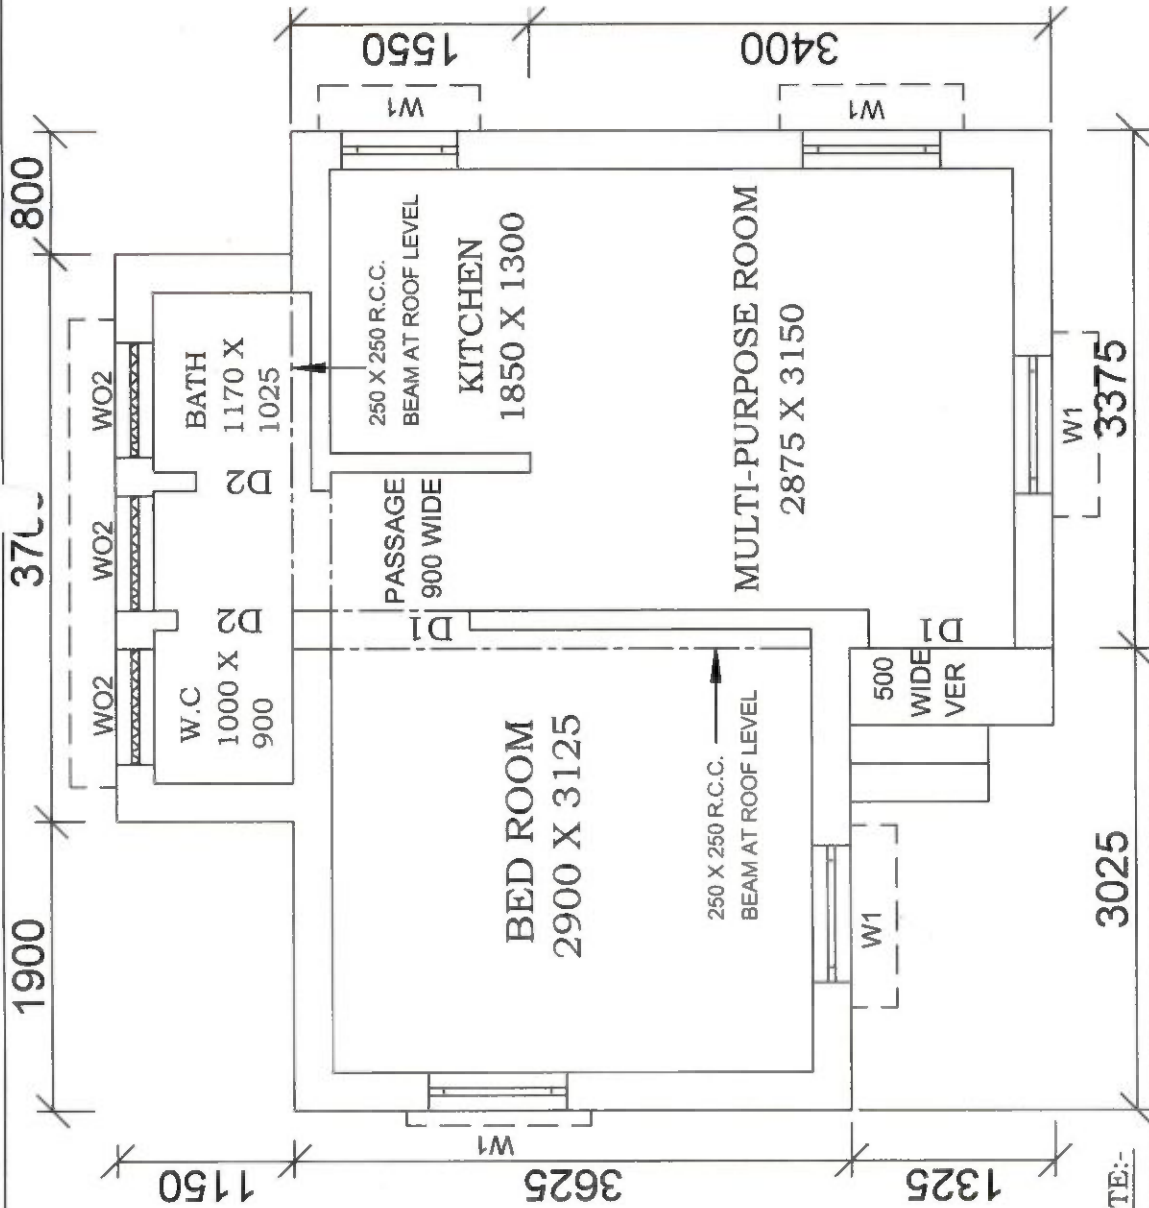 1900
3025
1150
3625
1325
WO2
WO2
WO2
W.C
1000 X
900
D2
D2
BATH
1170 X
1025
800
1550
3400
W1
W1
250 X 250 R.C.C.
BEAM AT ROOF LEVEL
KITCHEN
1850 X 1300
PASSAGE
900 WIDE
D1
MULTI-PURPOSE ROOM
2875 X 3150
BED ROOM
2900 X 3125
250 X 250 R.C.C.
BEAM AT ROOF LEVEL
D1
500
WIDE
VER
W1
W1
W1
3375
TE:-